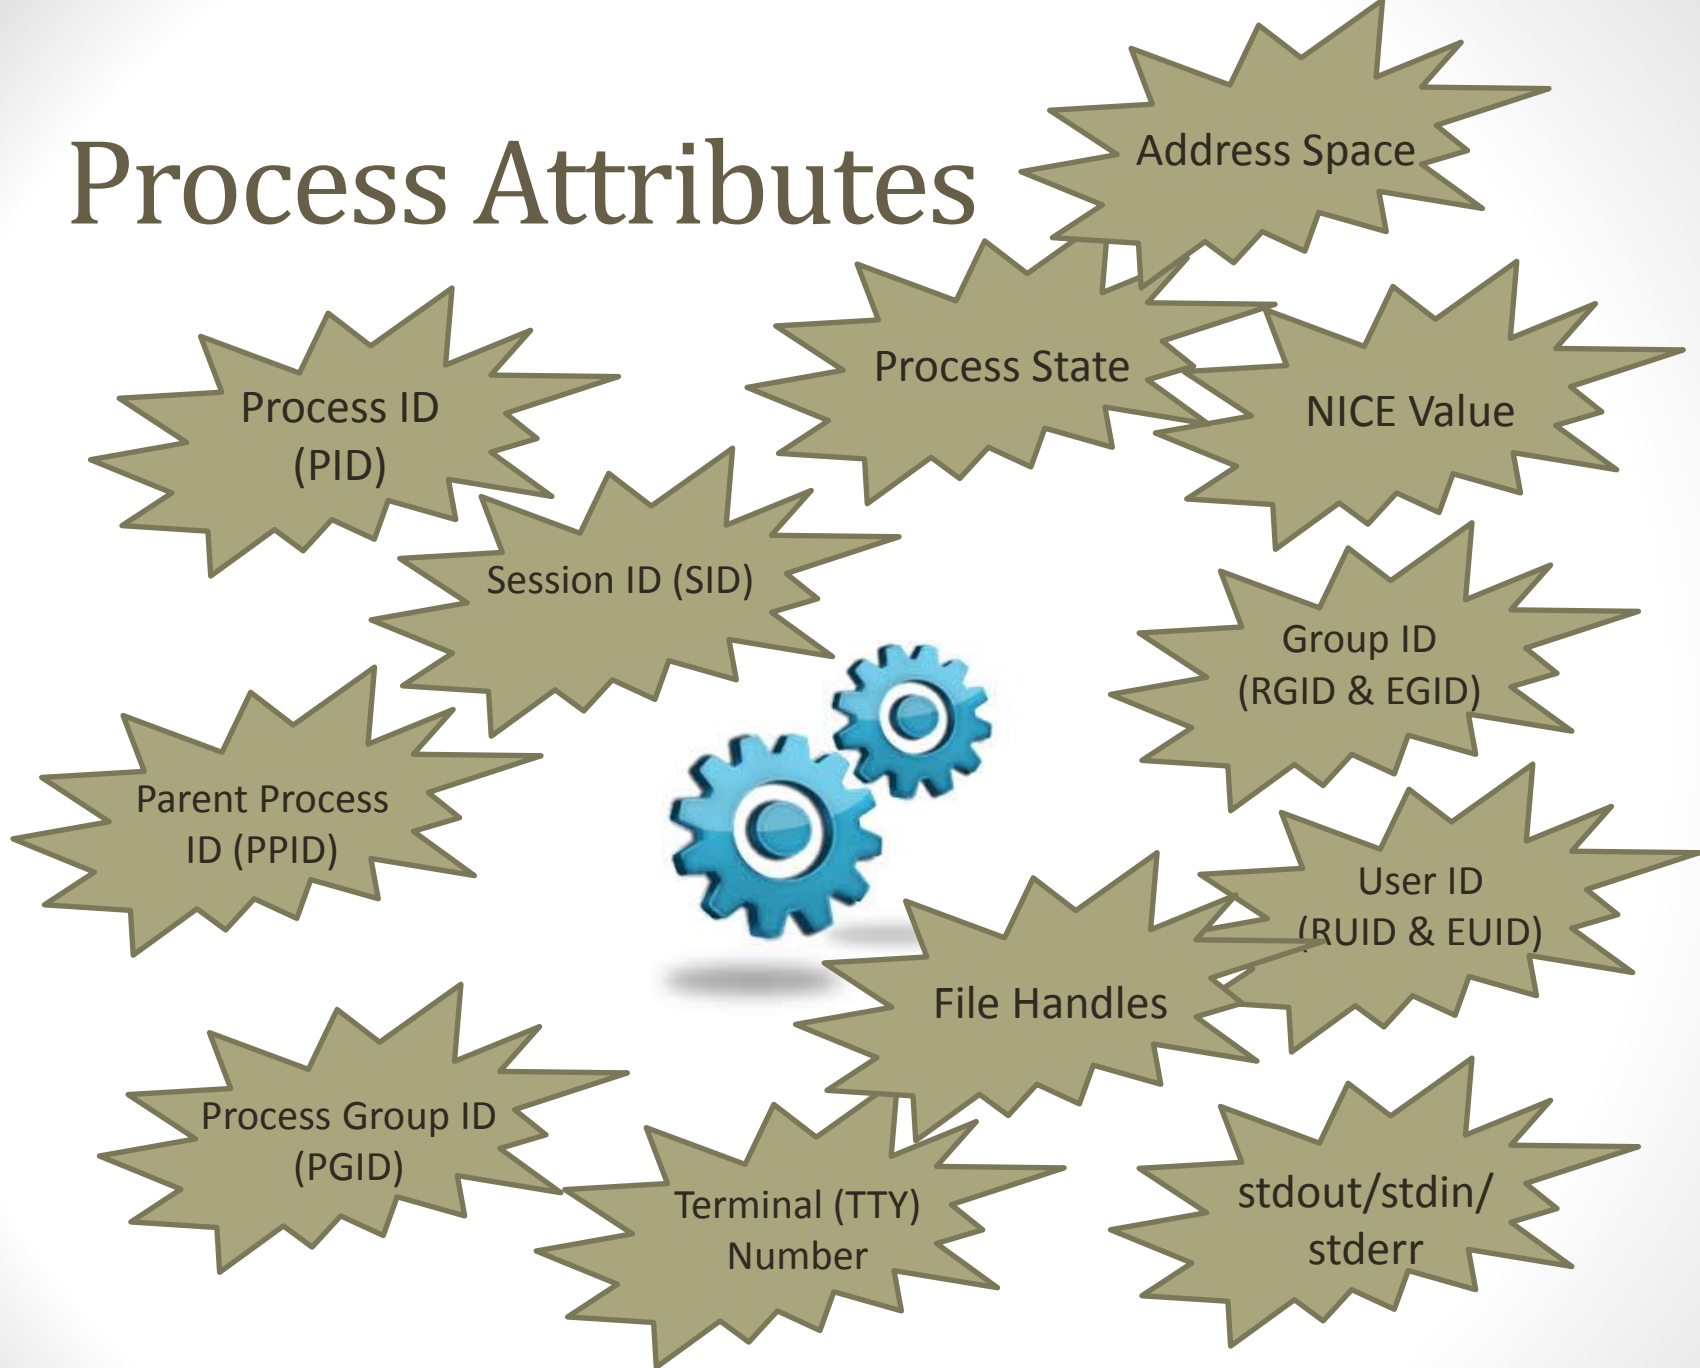 Process Attributes
Address Space
Process State
NICE Value
Process ID
(PID)
Session ID (SID)
Group ID
(RGID & EGID)
Parent Process
ID (PPID)
User ID
(RUID & EUID)
File Handles
Process Group ID
(PGID)
Terminal (TTY)
Number
stdout/stdin/
stderr